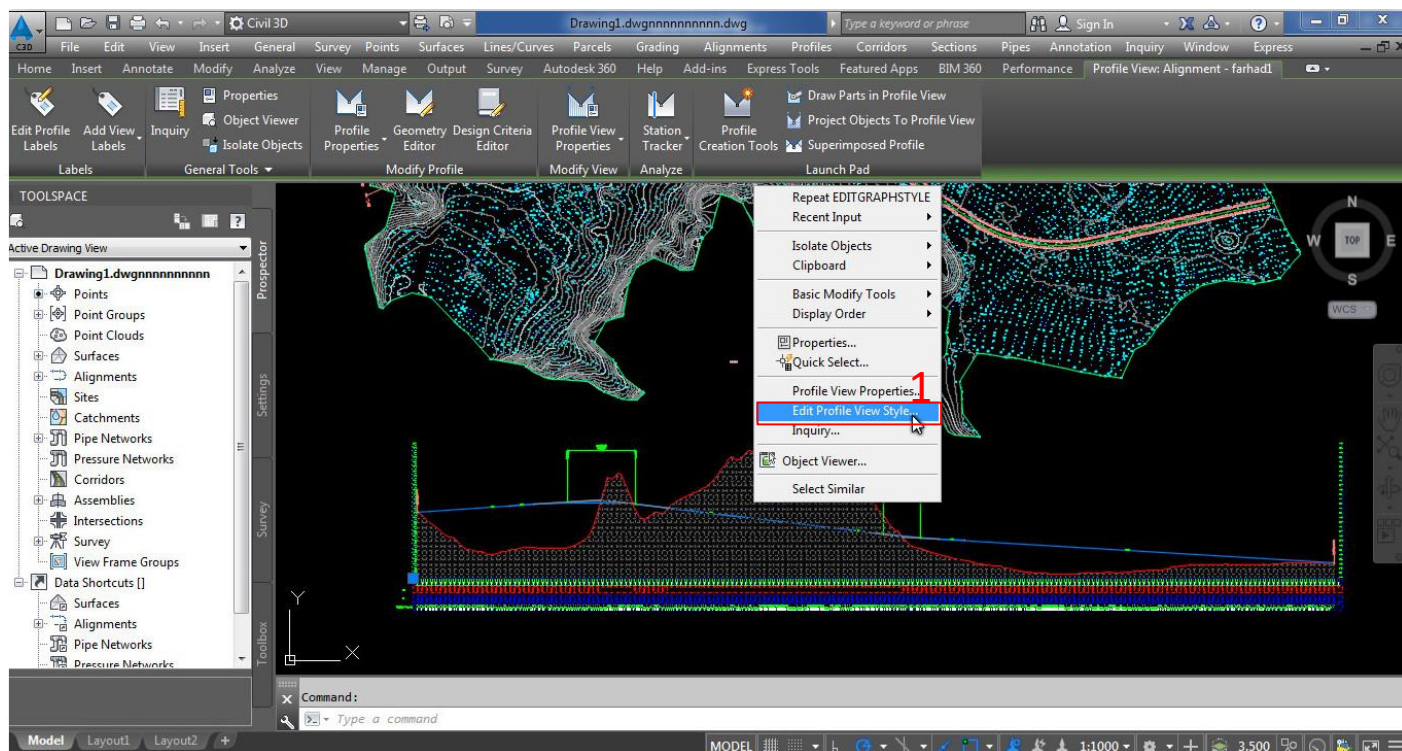 Civil 3D
Drawing1.dwgnnnnnnnnnn.dwg
Type a keyword or phrase
Sign In
C3D
File Edit View Insert General Survey Points Surfaces Lines/Curves Parcels Grading Alignments Profiles Corridors Sections Pipes Annotation Inquiry Window Express
Home Insert Annotate Modify Analyze View Manage Output Survey Autodesk 360 Help Add-ins Express Tools Featured Apps BIM 360 Performance Profile View: Alignment - farhad1
Edit Profile Labels
Add View Labels
Inquiry
Properties
Object Viewer
Isolate Objects
Profile Properties
Geometry Editor
Design Criteria Editor
Profile View Properties
Station Tracker
Profile Creation Tools
Draw Parts in Profile View
Project Objects To Profile View
Superimposed Profile
Labels
General Tools
Modify Profile
Modify View
Analyze
Launch Pad
TOOLSPACE
Active Drawing View
Drawing1.dwgnnnnnnnnnn
Points
Point Groups
Point Clouds
Surfaces
Alignments
Sites
Catchments
Pipe Networks
Pressure Networks
Corridors
Assemblies
Intersections
Survey
View Frame Groups
Data Shortcuts []
Surfaces
Alignments
Pipe Networks
Pressure Networks
Prospector
Settings
Survey
Toolbox
Repeat EDITGRAPHSTYLE
Recent Input
Isolate Objects
Clipboard
Basic Modify Tools
Display Order
Properties...
Quick Select...
Profile View Properties...
1
Edit Profile View Style...
Inquiry...
Object Viewer...
Select Similar
N
W
TOP
E
S
WCS
Y
X
Command:
Type a command
Model Layout1 Layout2 +
MODEL
1:1000
3.500